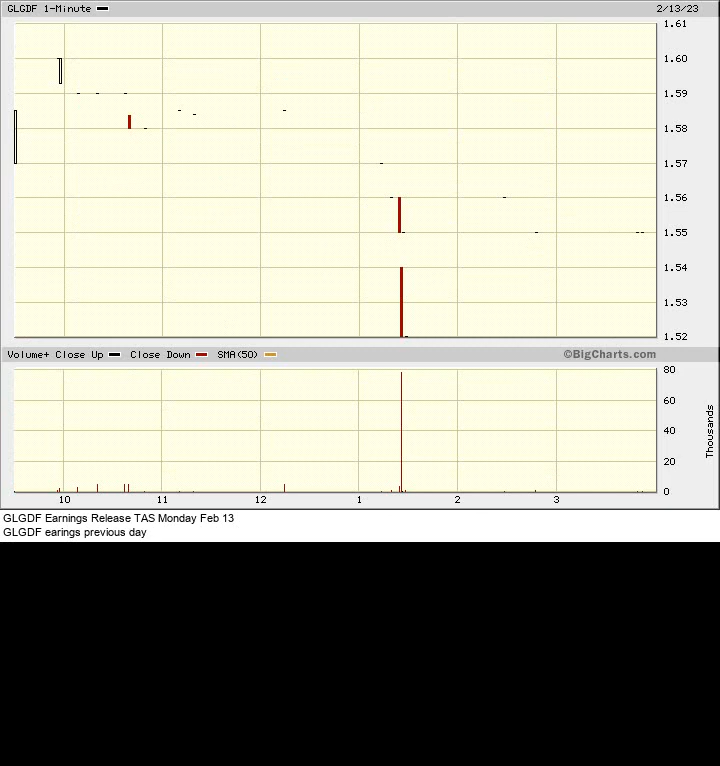 GLGDF 1-Minute 2/13/23
1.61
1.60
1.59
1.58
1.57
1.56
1.55
1.54
1.53
1.52
Volume+ Close Up Close Down SMA(50) ©BigCharts.com
80
60
40
20
0
Thousands
10 11 12 1 2 3
GLGDF Earnings Release TAS Monday Feb 13
GLGDF earings previous day